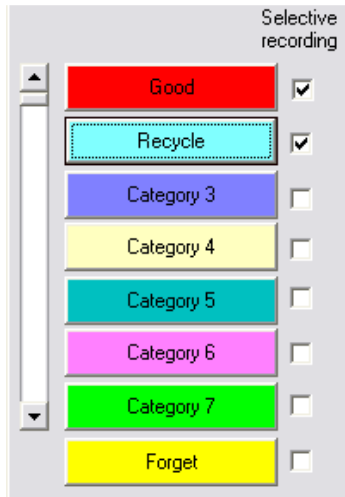 Selective
recording
Good
Recycle
Category 3
Category 4
Category 5
Category 6
Category 7
Forget